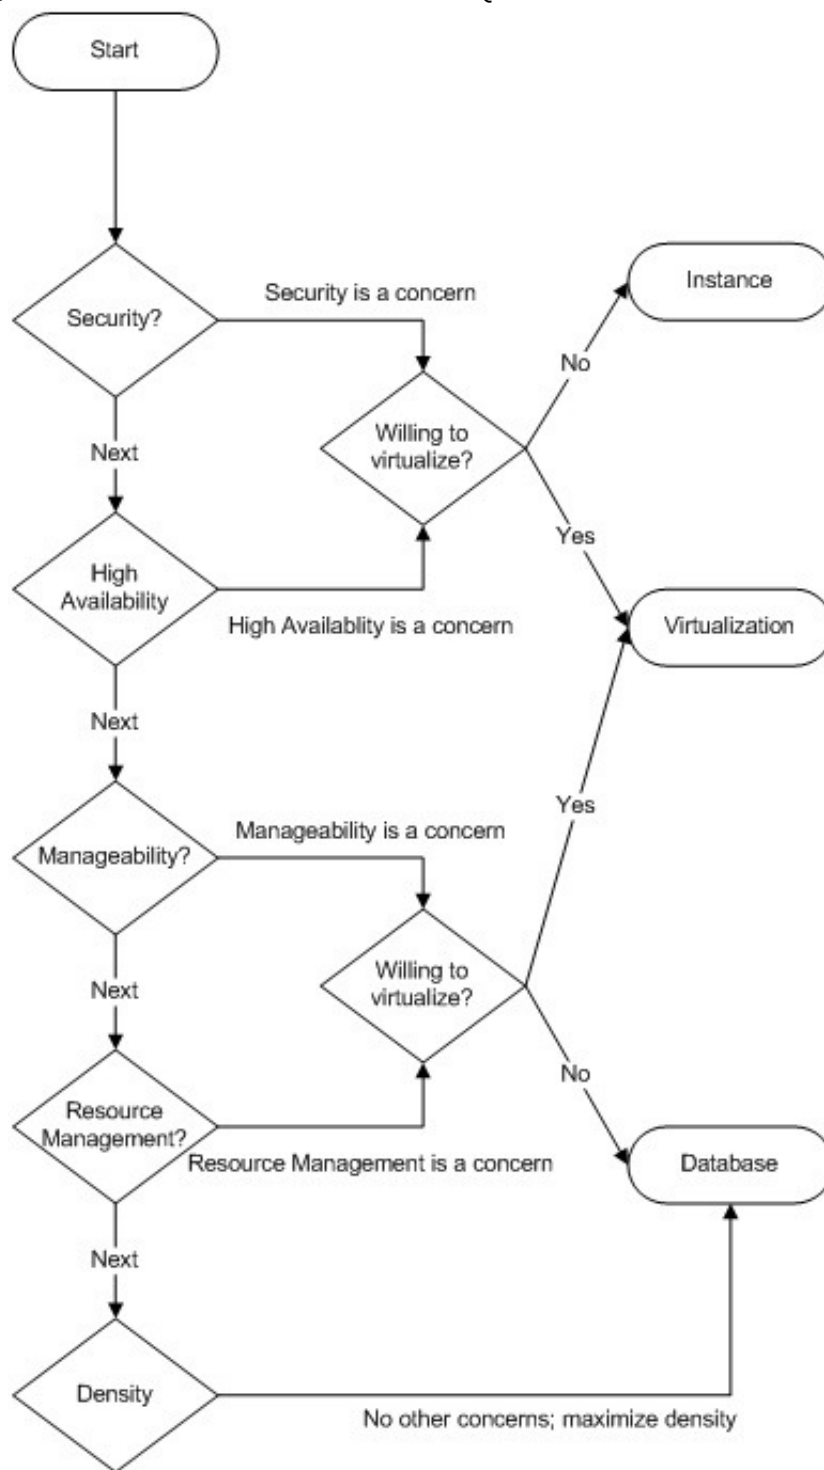 Start
Security?
Security is a concern
Instance
No
Willing to
virtualize?
Next
Yes
High
Availability
High Availablity is a concern
Virtualization
Next
Yes
Manageability?
Manageability is a concern
Willing to
virtualize?
Next
No
Resource
Management?
Resource Management is a concern
Database
Next
Density
No other concerns; maximize density